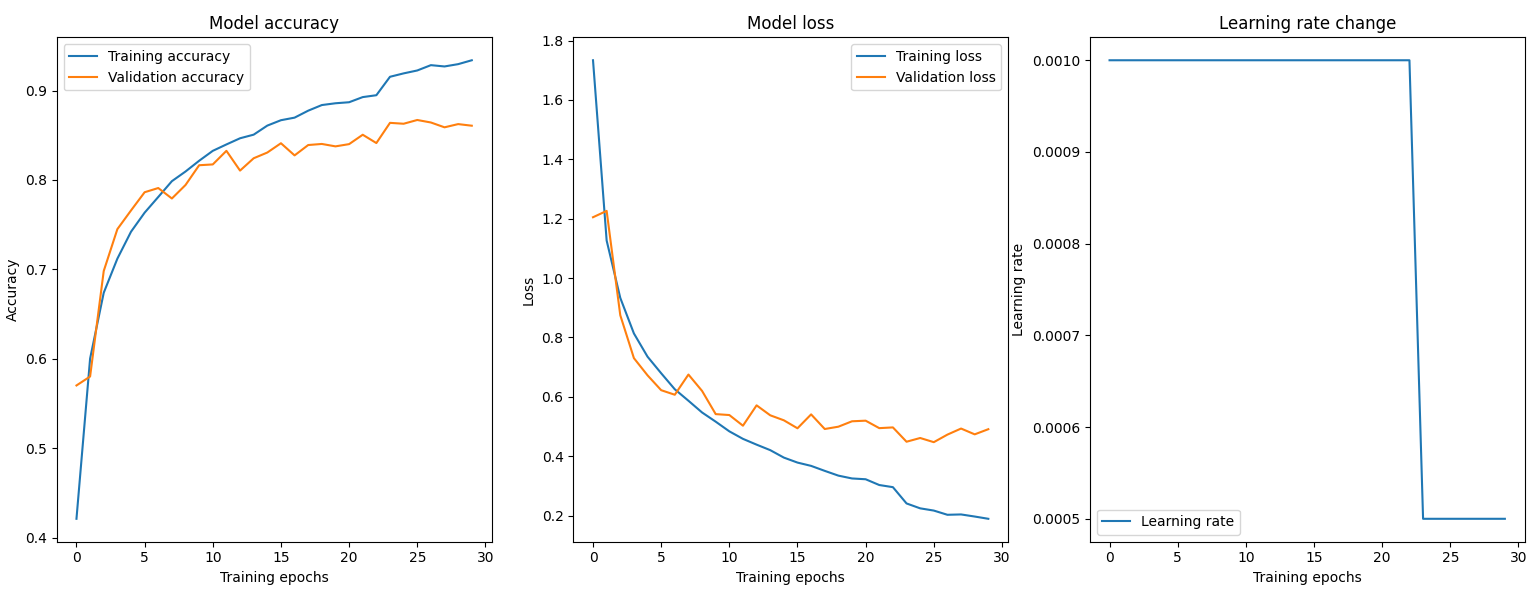 Model accuracy
Training accuracy
Validation accuracy
0.9
0.8
0.7
0.6
0.5
0.4
Accuracy
0 5 10 15 20 25 30
Training epochs
Model loss
Training loss
Validation loss
1.8
1.6
1.4
1.2
1.0
0.8
0.6
0.4
0.2
Loss
0 5 10 15 20 25 30
Training epochs
Learning rate change
0.0010
0.0009
0.0008
0.0007
0.0006
0.0005
Learning rate
Learning rate
0 5 10 15 20 25 30
Training epochs